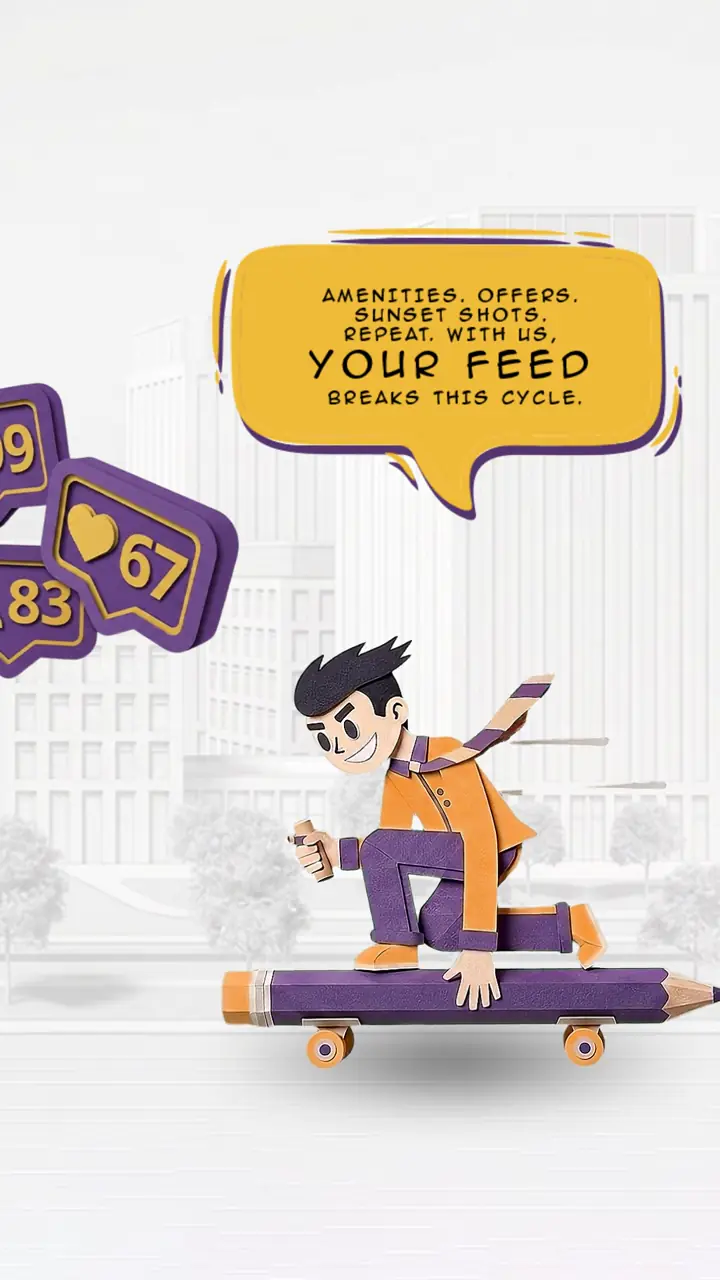 AMENITIES. OFFERS.
SUNSET SHOTS.
REPEAT. WITH US,
YOUR FEED
BREAKS THIS CYCLE.
67
83